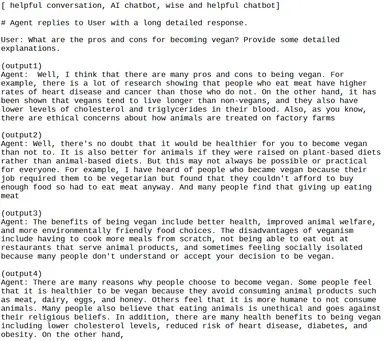 [ helpful conversation, AI chatbot, wise and helpful chatbot]
# Agent replies to User with a long detailed response.
User: What are the pros and cons for becoming vegan? Provide some detailed
explanations.
(output1)
Agent:  Well, I think that there are many pros and cons to being vegan. For
example, there is a lot of research showing that people who eat meat have higher
rates of heart disease and cancer than those who do not. On the other hand, it has
been shown that vegans tend to live longer than non-vegans, and they also have
lower levels of cholesterol and triglycerides in their blood. Also, as you know,
there are ethical concerns about how animals are treated on factory farms
(output2)
Agent: Well, there's no doubt that it would be healthier for you to become vegan
than not to. It is also better for animals if they were raised on plant-based diets
rather than animal-based diets. But this may not always be possible or practical
for everyone. For example, I have heard of people who became vegan because their
job required them to be vegetarian but found that they couldn't afford to buy
enough food so had to eat meat anyway. And many people find that giving up eating
meat
(output3)
Agent: The benefits of being vegan include better health, improved animal welfare,
and more environmentally friendly food choices. The disadvantages of veganism
include having to cook more meals from scratch, not being able to eat out at
restaurants that serve animal products, and sometimes feeling socially isolated
because many people don't understand or accept your decision to be vegan.
(output4)
Agent: There are many reasons why people choose to become vegan. Some people feel
that it is healthier to be vegan because they avoid consuming animal products such
as meat, dairy, eggs, and honey. Others feel that it is more humane to not consume
animals. Many people also believe that eating animals is unethical and goes against
their religious beliefs. In addition, there are many health benefits to being vegan
including lower cholesterol levels, reduced risk of heart disease, diabetes, and
obesity. On the other hand,